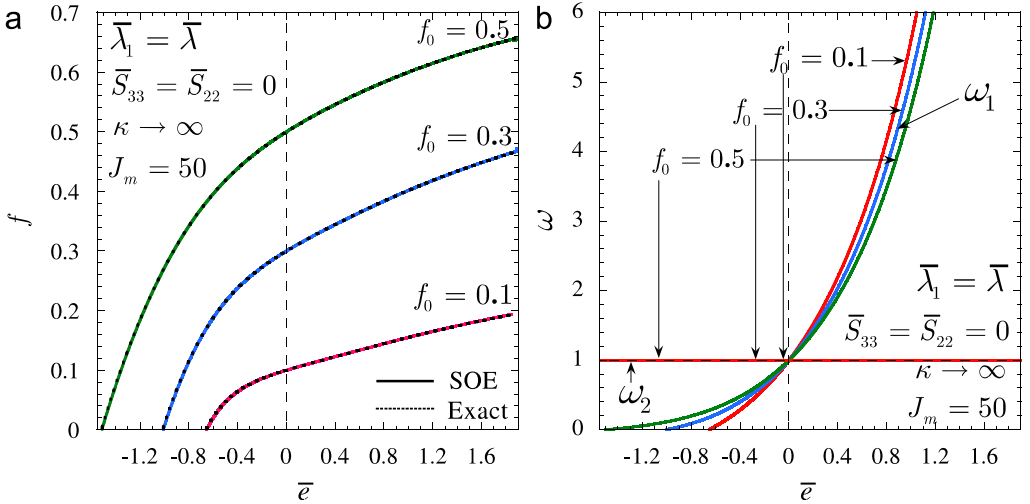 a
0.7
0.6
0.5
0.4
0.3
0.2
0.1
0
f
λ̄₁ = λ̄
S̄₃₃ = S̄₂₂ = 0
κ → ∞
Jₘ = 50
f₀ = 0.5
f₀ = 0.3
f₀ = 0.1
SOE
Exact
-1.2 -0.8 -0.4 0 0.4 0.8 1.2 1.6
ē
b
6
5
4
3
2
1
0
ω
f₀ = 0.1
f₀ = 0.3
f₀ = 0.5
ω₁
λ̄₁ = λ̄
S̄₃₃ = S̄₂₂ = 0
κ → ∞
Jₘ = 50
ω₂
-1.2 -0.8 -0.4 0 0.4 0.8 1.2 1.6
ē